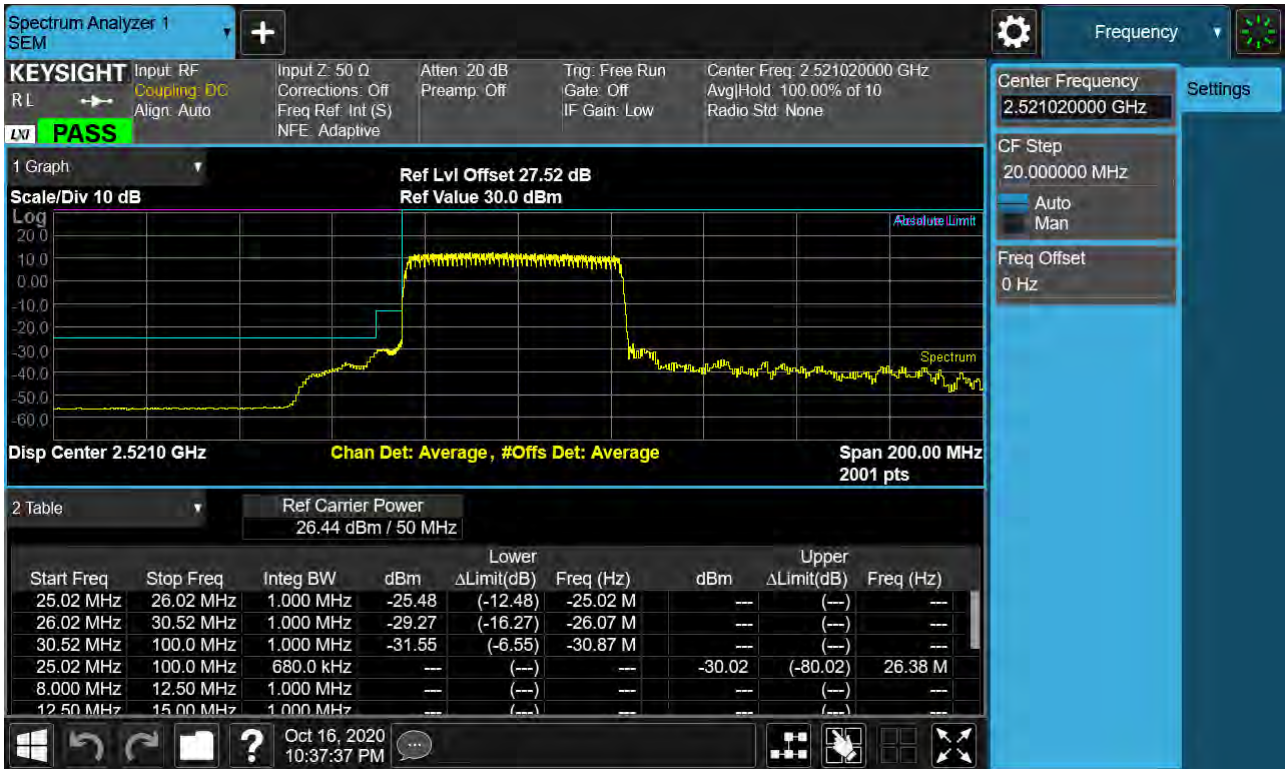 Spectrum Analyzer 1
SEM
+
Frequency
KEYSIGHT
R L
LXI
PASS
Input: RF
Coupling: DC
Align: Auto
Input Z: 50 Ω
Corrections: Off
Freq Ref: Int (S)
NFE: Adaptive
Atten: 20 dB
Preamp: Off
Trig: Free Run
Gate: Off
IF Gain: Low
Center Freq: 2.521020000 GHz
Avg|Hold: 100.00% of 10
Radio Std: None
Center Frequency
2.521020000 GHz
Settings
CF Step
20.000000 MHz
Auto
Man
Freq Offset
0 Hz
1 Graph
Ref Lvl Offset 27.52 dB
Scale/Div 10 dB
Ref Value 30.0 dBm
Log
Absolute Limit
20.0
10.0
0.00
-10.0
-20.0
-30.0
Spectrum
-40.0
-50.0
-60.0
Disp Center 2.5210 GHz
Chan Det: Average, #Offs Det: Average
Span 200.00 MHz
2001 pts
2 Table
Ref Carrier Power
26.44 dBm / 50 MHz
Lower Upper
Start Freq Stop Freq Integ BW dBm ΔLimit(dB) Freq (Hz) dBm ΔLimit(dB) Freq (Hz)
25.02 MHz 26.02 MHz 1.000 MHz -25.48 (-12.48) -25.02 M --- (---) ---
26.02 MHz 30.52 MHz 1.000 MHz -29.27 (-16.27) -26.07 M --- (---) ---
30.52 MHz 100.0 MHz 1.000 MHz -31.55 (-6.55) -30.87 M --- (---) ---
25.02 MHz 100.0 MHz 680.0 kHz --- (---) --- -30.02 (-80.02) 26.38 M
8.000 MHz 12.50 MHz 1.000 MHz --- (---) --- --- (---) ---
12.50 MHz 15.00 MHz 1.000 MHz --- (---) --- --- (---) ---
?
Oct 16, 2020
10:37:37 PM